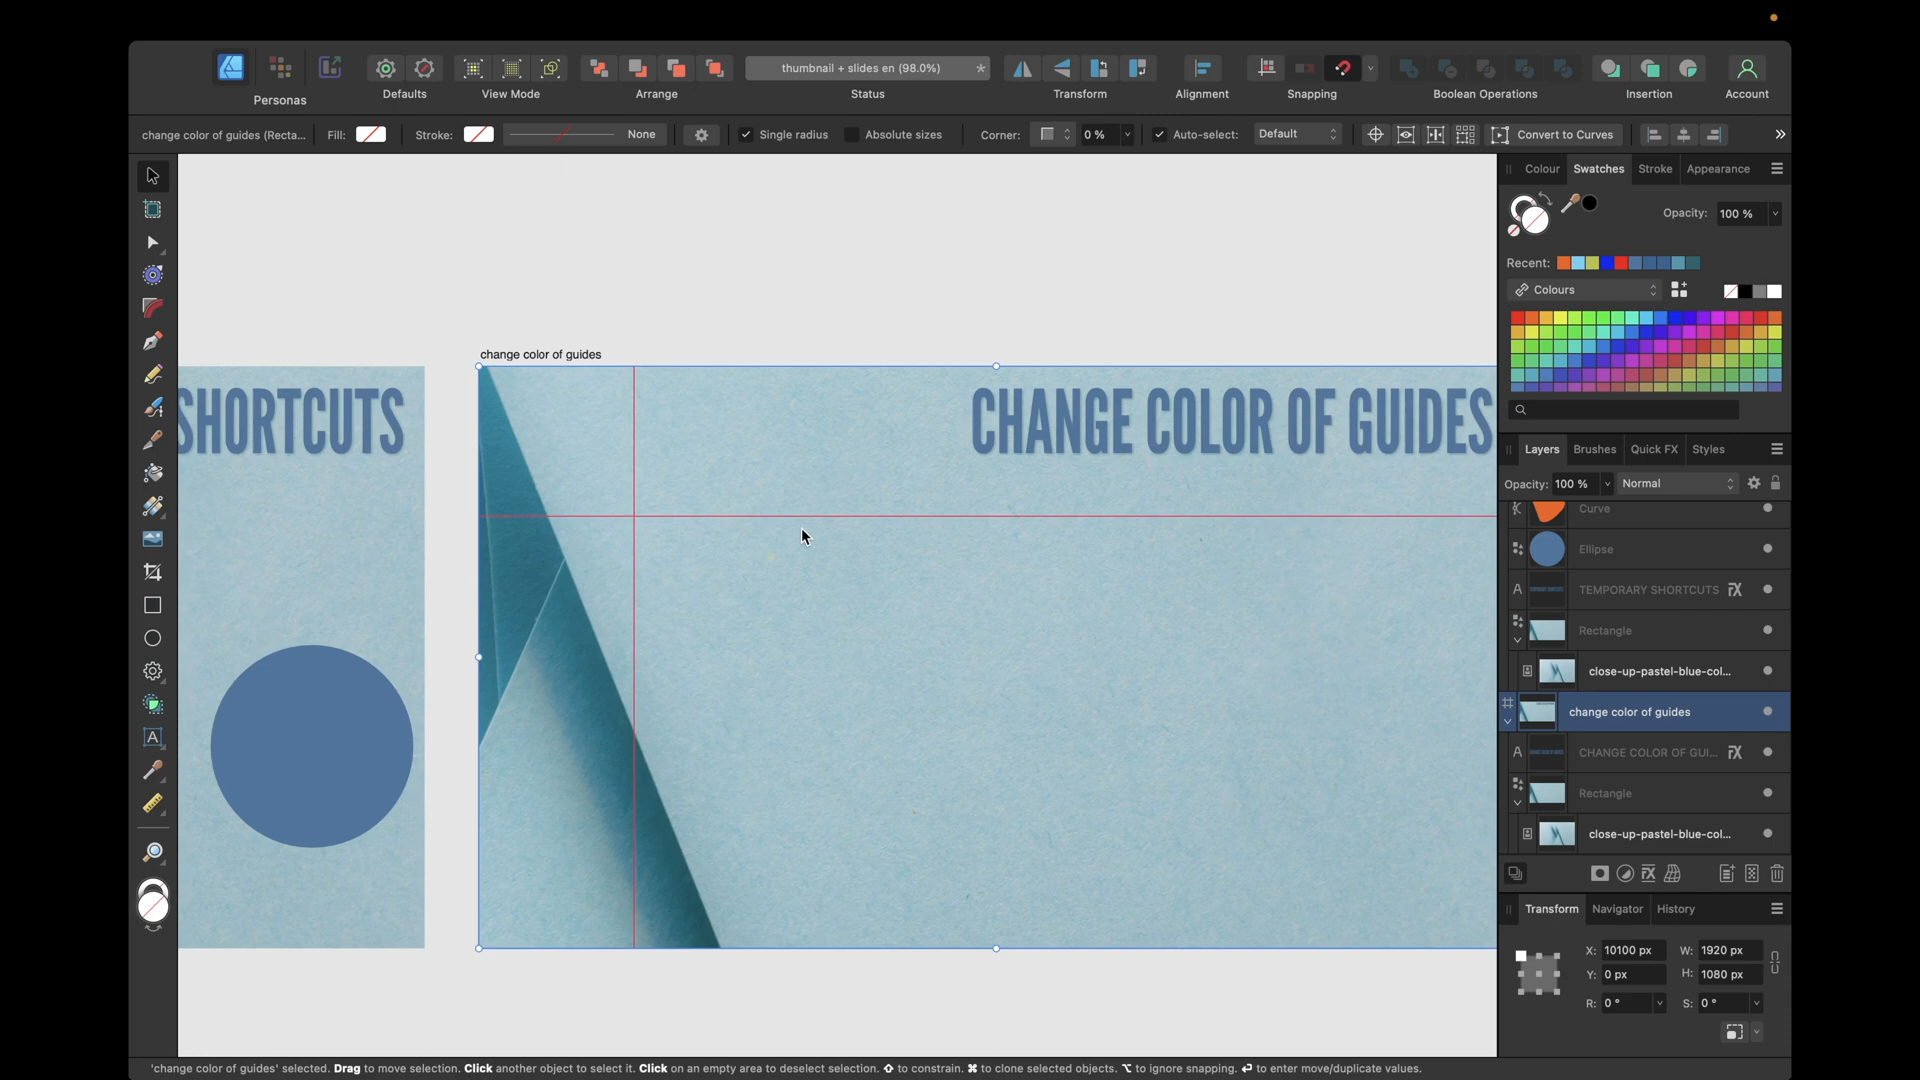 Personas
Defaults
View Mode
Arrange
thumbnail + slides en (98.0%)
*
Status
Transform
Alignment
Snapping
Boolean Operations
Insertion
Account
change color of guides (Recta...
Fill:
Stroke:
None
Single radius
Absolute sizes
Corner:
0 %
Auto-select:
Default
Convert to Curves
Colour
Swatches
Stroke
Appearance
Opacity:
100 %
Recent:
Colours
change color of guides
SHORTCUTS
CHANGE COLOR OF GUIDES
Layers
Brushes
Quick FX
Styles
Opacity:
100 %
Normal
Curve
Ellipse
A
TEMPORARY SHORTCUTS
FX
Rectangle
close-up-pastel-blue-col...
change color of guides
A
CHANGE COLOR OF GUI...
FX
Rectangle
close-up-pastel-blue-col...
FX
Transform
Navigator
History
X:
10100 px
W:
1920 px
Y:
0 px
H:
1080 px
R:
0 °
S:
0 °
A
'change color of guides' selected. Drag to move selection. Click another object to select it. Click on an empty area to deselect selection. ⇧ to constrain. ⌘ to clone selected objects. ⌥ to ignore snapping. ↵ to enter move/duplicate values.